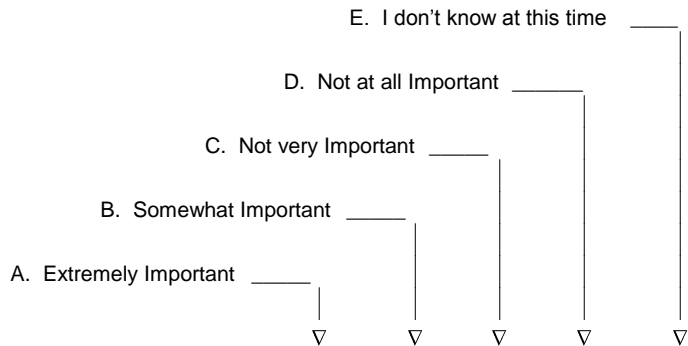 E. I don’t know at this time ____
D. Not at all Important ______
C. Not very Important _____
B. Somewhat Important _____
A. Extremely Important _____
∇ ∇ ∇ ∇ ∇